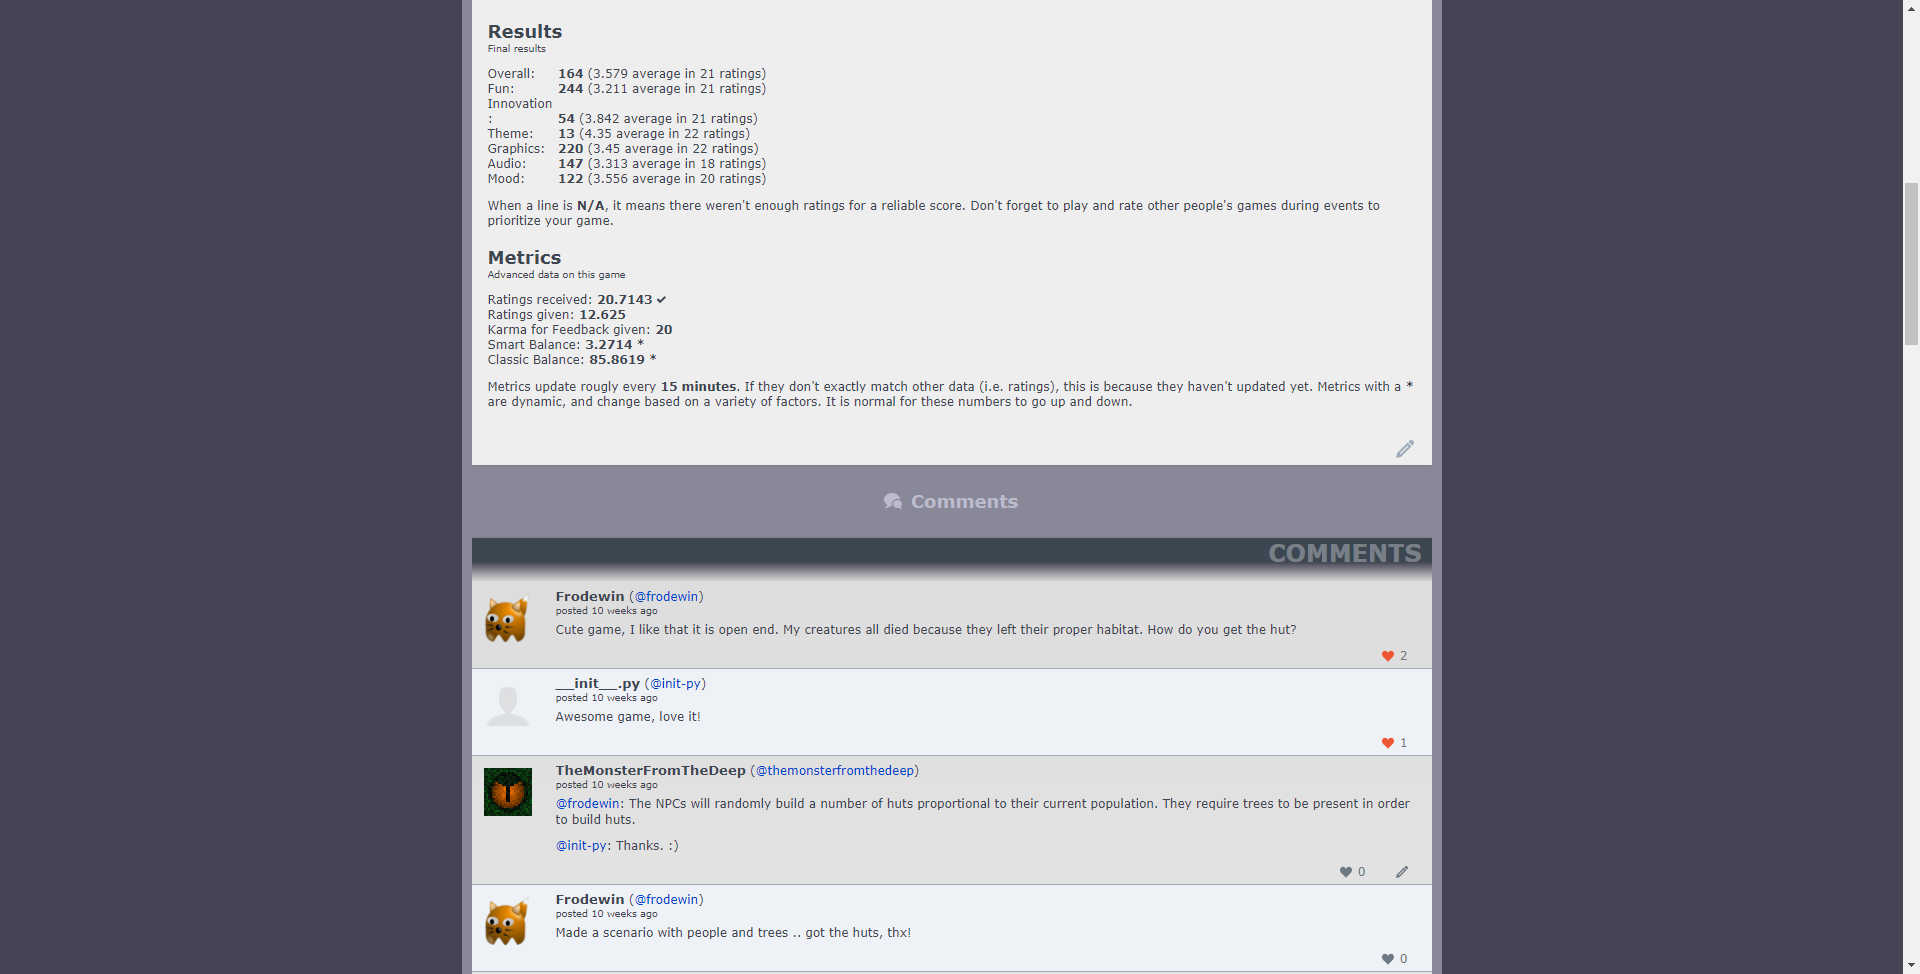 Results
Final results
Overall: 164 (3.579 average in 21 ratings)
Fun: 244 (3.211 average in 21 ratings)
Innovation
: 54 (3.842 average in 21 ratings)
Theme: 13 (4.35 average in 22 ratings)
Graphics: 220 (3.45 average in 22 ratings)
Audio: 147 (3.313 average in 18 ratings)
Mood: 122 (3.556 average in 20 ratings)
When a line is N/A, it means there weren't enough ratings for a reliable score. Don't forget to play and rate other people's games during events to
prioritize your game.
Metrics
Advanced data on this game
Ratings received: 20.7143 ✔
Ratings given: 12.625
Karma for Feedback given: 20
Smart Balance: 3.2714 *
Classic Balance: 85.8619 *
Metrics update rougly every 15 minutes. If they don't exactly match other data (i.e. ratings), this is because they haven't updated yet. Metrics with a *
are dynamic, and change based on a variety of factors. It is normal for these numbers to go up and down.
Comments
COMMENTS
Frodewin (@frodewin)
posted 10 weeks ago
Cute game, I like that it is open end. My creatures all died because they left their proper habitat. How do you get the hut?
2
__init__.py (@init-py)
posted 10 weeks ago
Awesome game, love it!
1
TheMonsterFromTheDeep (@themonsterfromthedeep)
posted 10 weeks ago
@frodewin: The NPCs will randomly build a number of huts proportional to their current population. They require trees to be present in order
to build huts.
@init-py: Thanks. :)
0
Frodewin (@frodewin)
posted 10 weeks ago
Made a scenario with people and trees .. got the huts, thx!
0